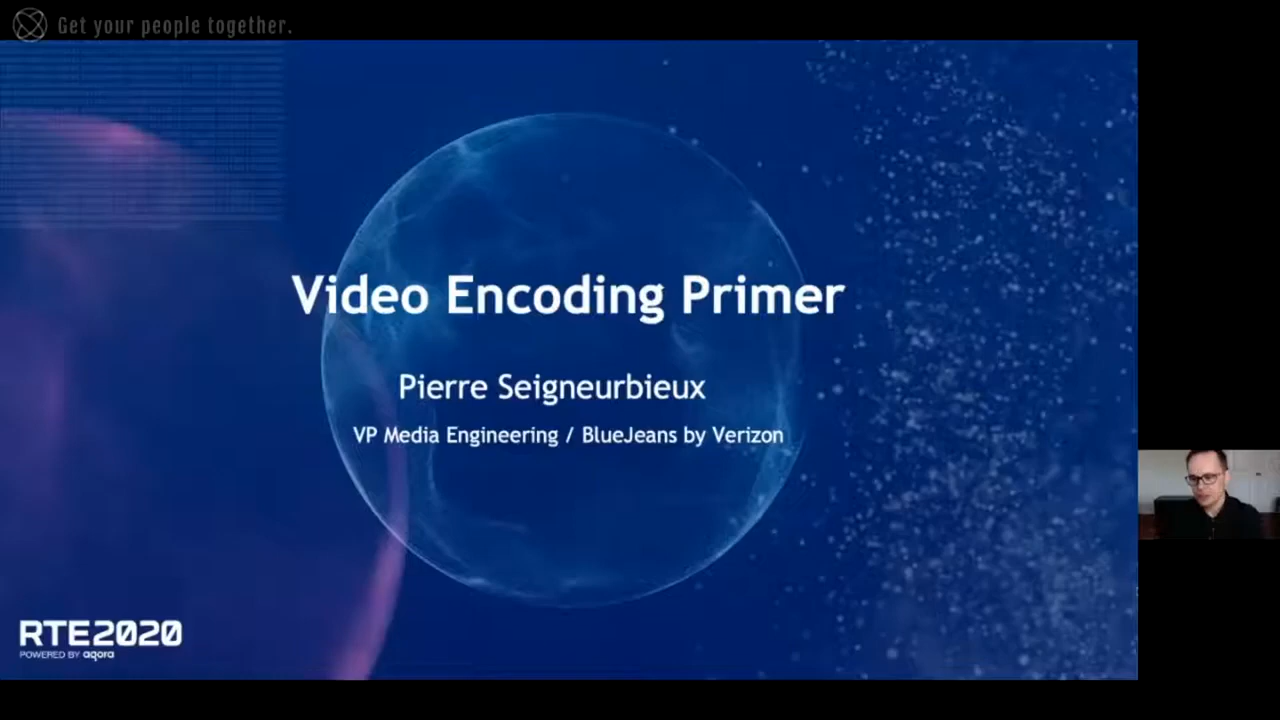 Get your people together.
Video Encoding Primer
Pierre Seigneurbieux
VP Media Engineering / BlueJeans by Verizon
RTE2020
POWERED BY agora